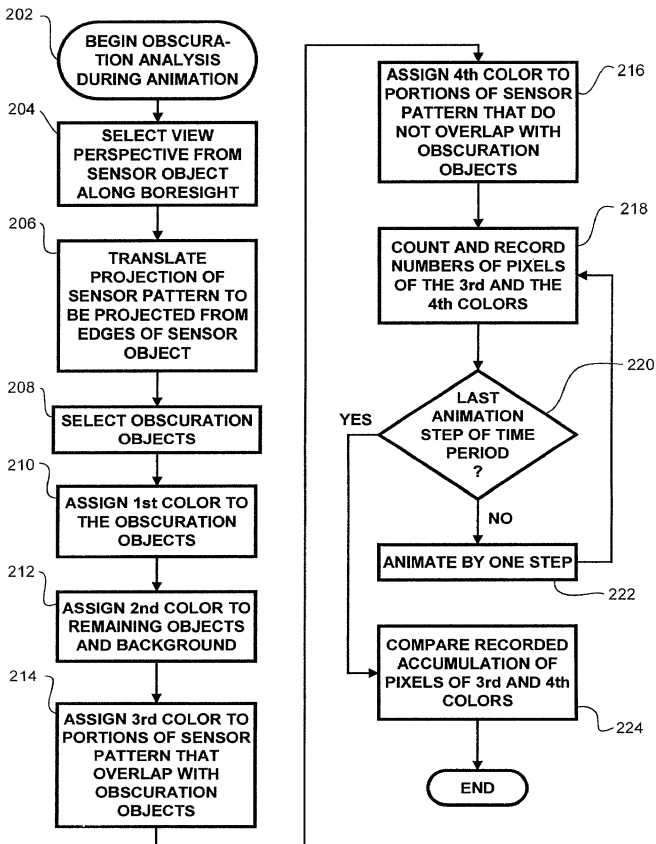 202
BEGIN OBSCURA-
TION ANALYSIS
DURING ANIMATION
204
SELECT VIEW
PERSPECTIVE FROM
SENSOR OBJECT
ALONG BORESIGHT
206
TRANSLATE
PROJECTION OF
SENSOR PATTERN TO
BE PROJECTED FROM
EDGES OF SENSOR
OBJECT
208
SELECT OBSCURATION
OBJECTS
210
ASSIGN 1st COLOR TO
THE OBSCURATION
OBJECTS
212
ASSIGN 2nd COLOR TO
REMAINING OBJECTS
AND BACKGROUND
214
ASSIGN 3rd COLOR TO
PORTIONS OF SENSOR
PATTERN THAT
OVERLAP WITH
OBSCURATION
OBJECTS
216
ASSIGN 4th COLOR TO
PORTIONS OF SENSOR
PATTERN THAT DO
NOT OVERLAP WITH
OBSCURATION
OBJECTS
218
COUNT AND RECORD
NUMBERS OF PIXELS
OF THE 3rd AND THE
4th COLORS
220
YES
LAST
ANIMATION
STEP OF TIME
PERIOD
?
NO
ANIMATE BY ONE STEP
222
COMPARE RECORDED
ACCUMULATION OF
PIXELS OF 3rd AND 4th
COLORS
224
END